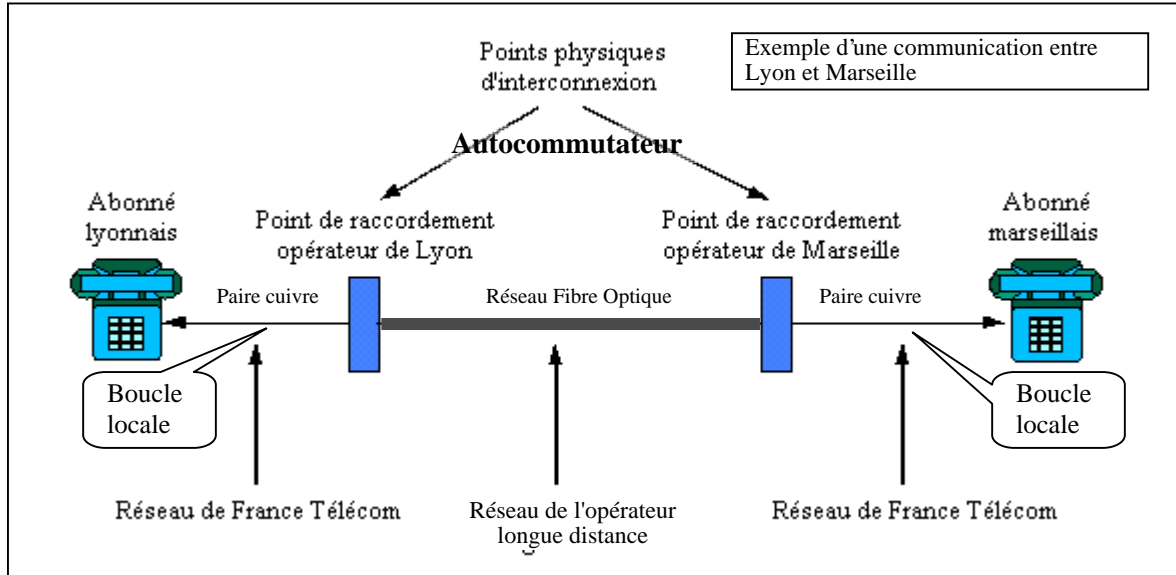 Points physiques
d'interconnexion
Exemple d'une communication entre
Lyon et Marseille
Autocommutateur
Abonné
lyonnais
Point de raccordement
opérateur de Lyon
Point de raccordement
opérateur de Marseille
Abonné
marseillais
Paire cuivre
Réseau Fibre Optique
Paire cuivre
Boucle
locale
Boucle
locale
Réseau de France Télécom
Réseau de l'opérateur
longue distance
Réseau de France Télécom